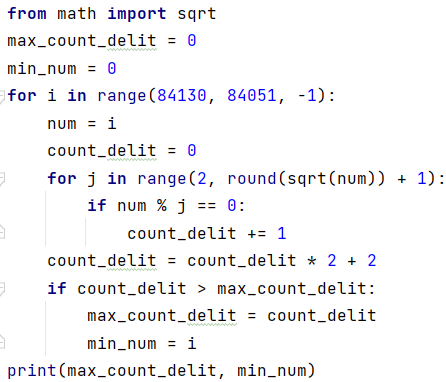 from math import sqrt
max_count_delit = 0
min_num = 0
for i in range(84130, 84051, -1):
    num = i
    count_delit = 0
    for j in range(2, round(sqrt(num)) + 1):
        if num % j == 0:
            count_delit += 1
    count_delit = count_delit * 2 + 2
    if count_delit > max_count_delit:
        max_count_delit = count_delit
        min_num = i
print(max_count_delit, min_num)